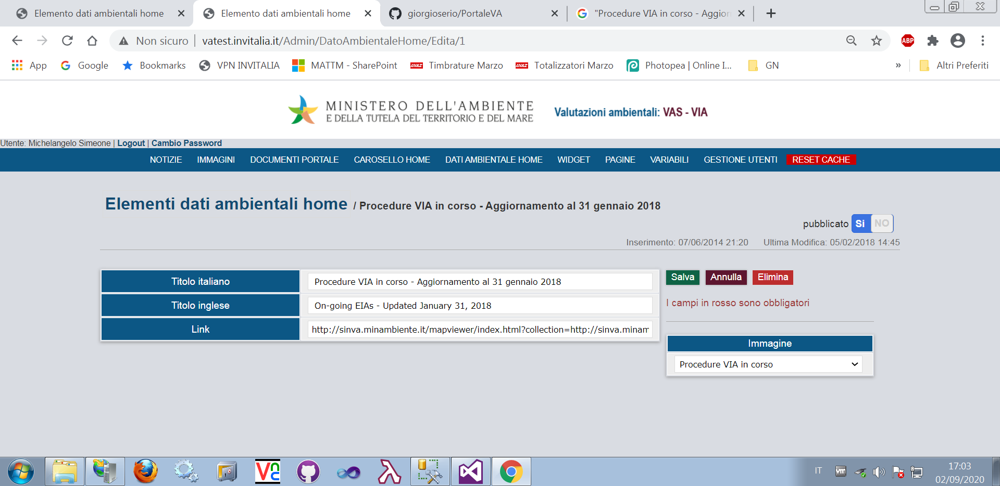 Elemento dati ambientali home
Elemento dati ambientali home
giorgioserio/PortaleVA
"Procedure VIA in corso - Aggior
Non sicuro
vatest.invitalia.it/Admin/DatoAmbientaleHome/Edita/1
ABP
App
Google
Bookmarks
VPN INVITALIA
MATTM - SharePoint
Timbrature Marzo
Totalizzatori Marzo
Photopea | Online I...
GN
»
Altri Preferiti
MINISTERO DELL'AMBIENTE
E DELLA TUTELA DEL TERRITORIO E DEL MARE
Valutazioni ambientali: VAS - VIA
Utente: Michelangelo Simeone | Logout | Cambio Password
NOTIZIE IMMAGINI DOCUMENTI PORTALE CAROSELLO HOME DATI AMBIENTALE HOME WIDGET PAGINE VARIABILI GESTIONE UTENTI RESET CACHE
Elementi dati ambientali home / Procedure VIA in corso - Aggiornamento al 31 gennaio 2018
pubblicato Si NO
Inserimento: 07/06/2014 21:20 Ultima Modifica: 05/02/2018 14:45
Titolo italiano Procedure VIA in corso - Aggiornamento al 31 gennaio 2018
Titolo inglese On-going EIAs - Updated January 31, 2018
Link http://sinva.minambiente.it/mapviewer/index.html?collection=http://sinva.minam
Salva Annulla Elimina
I campi in rosso sono obbligatori
Immagine
Procedure VIA in corso
IT
17:03
02/09/2020